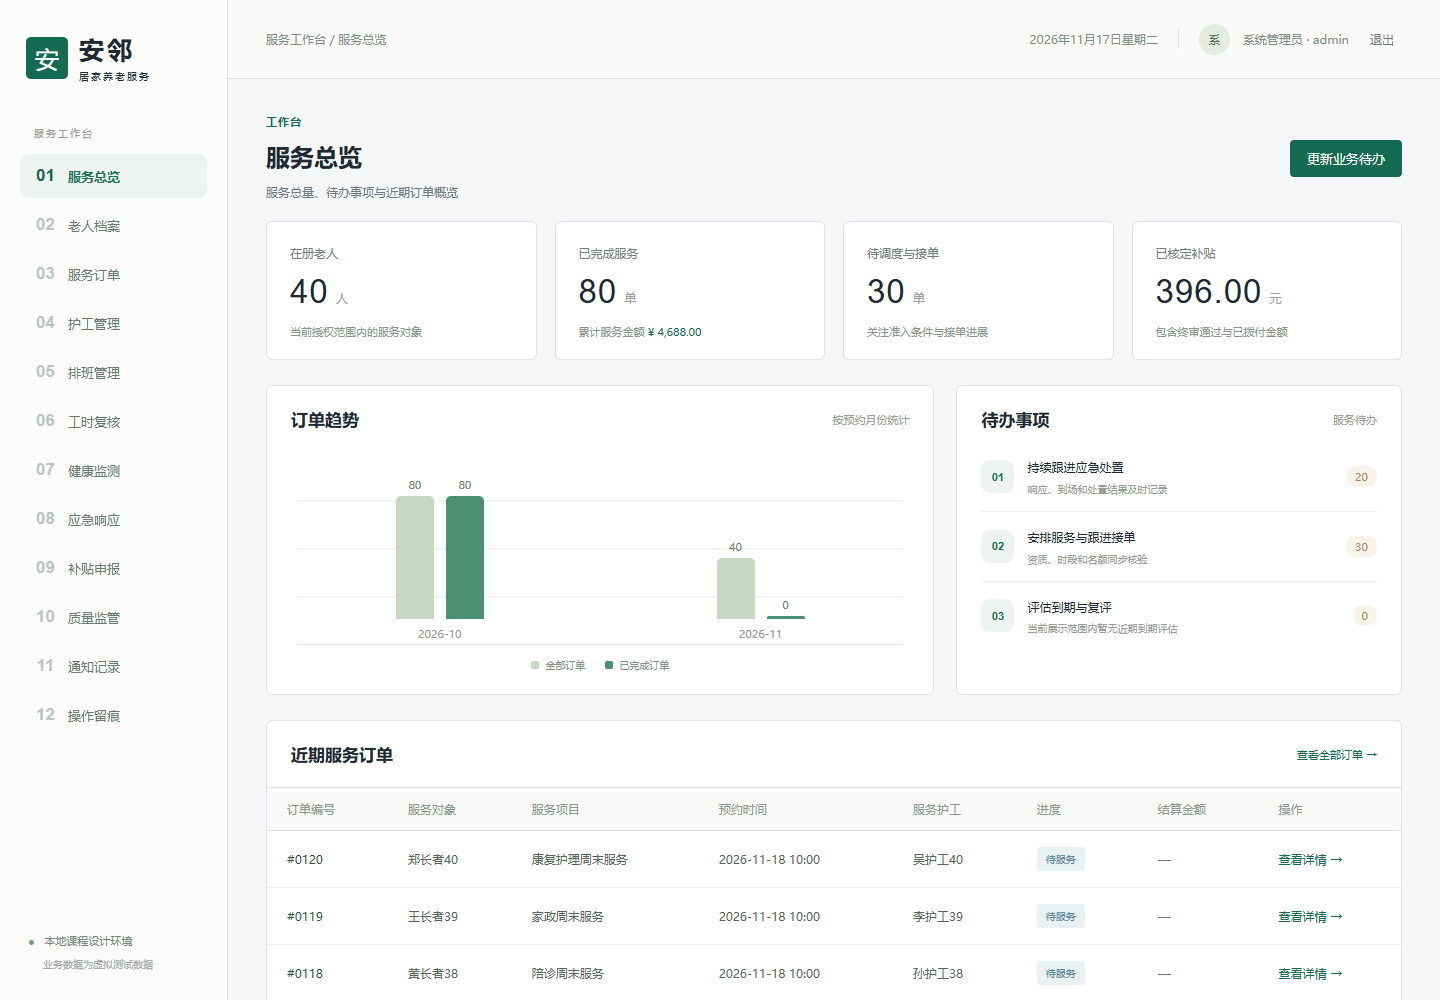 安 安邻
居家养老服务
服务工作台
01 服务总览
02 老人档案
03 服务订单
04 护工管理
05 排班管理
06 工时复核
07 健康监测
08 应急响应
09 补贴申报
10 质量监管
11 通知记录
12 操作留痕
本地课程设计环境
业务数据为虚拟测试数据
服务工作台 / 服务总览
2026年11月17日星期二 系 系统管理员 · admin 退出
工作台
服务总览
服务总量、待办事项与近期订单概览
更新业务待办
在册老人
40 人
当前授权范围内的服务对象
已完成服务
80 单
累计服务金额 ¥ 4,688.00
待调度与接单
30 单
关注准入条件与接单进展
已核定补贴
396.00 元
包含终审通过与已拨付金额
订单趋势 按预约月份统计
80 80
40
0
2026-10 2026-11
全部订单 已完成订单
待办事项 服务待办
01 持续跟进应急处置 20
响应、到场和处置结果及时记录
02 安排服务与跟进接单 30
资质、时段和名额同步核验
03 评估到期与复评 0
当前展示范围内暂无近期到期评估
近期服务订单 查看全部订单 →
订单编号 服务对象 服务项目 预约时间 服务护工 进度 结算金额 操作
#0120 郑长者40 康复护理周末服务 2026-11-18 10:00 吴护工40 待服务 — 查看详情 →
#0119 王长者39 家政周末服务 2026-11-18 10:00 李护工39 待服务 — 查看详情 →
#0118 黄长者38 陪诊周末服务 2026-11-18 10:00 孙护工38 待服务 — 查看详情 →